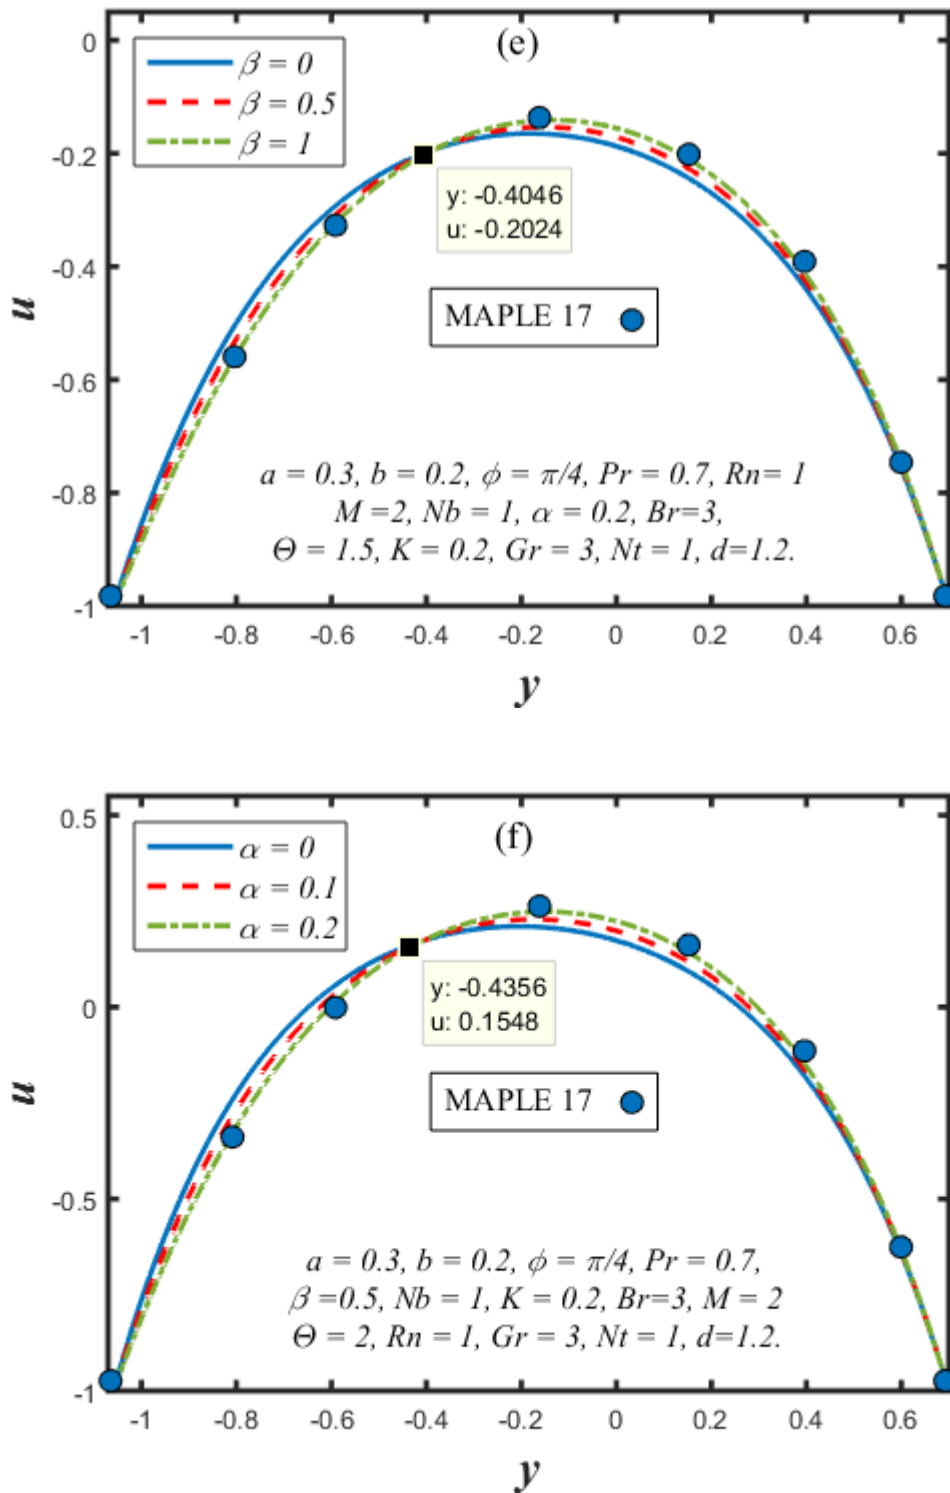 (e)
β = 0
β = 0.5
β = 1
0
-0.2
-0.4
-0.6
-0.8
-1
u
y: -0.4046
u: -0.2024
MAPLE 17
a = 0.3, b = 0.2, ϕ = π/4, Pr = 0.7, Rn= 1
M =2, Nb = 1, α = 0.2, Br=3,
Θ = 1.5, K = 0.2, Gr = 3, Nt = 1, d=1.2.
-1 -0.8 -0.6 -0.4 -0.2 0 0.2 0.4 0.6
y
(f)
α = 0
α = 0.1
α = 0.2
0.5
0
-0.5
-1
u
y: -0.4356
u: 0.1548
MAPLE 17
a = 0.3, b = 0.2, ϕ = π/4, Pr = 0.7,
β =0.5, Nb = 1, K = 0.2, Br=3, M = 2
Θ = 2, Rn = 1, Gr = 3, Nt = 1, d=1.2.
-1 -0.8 -0.6 -0.4 -0.2 0 0.2 0.4 0.6
y